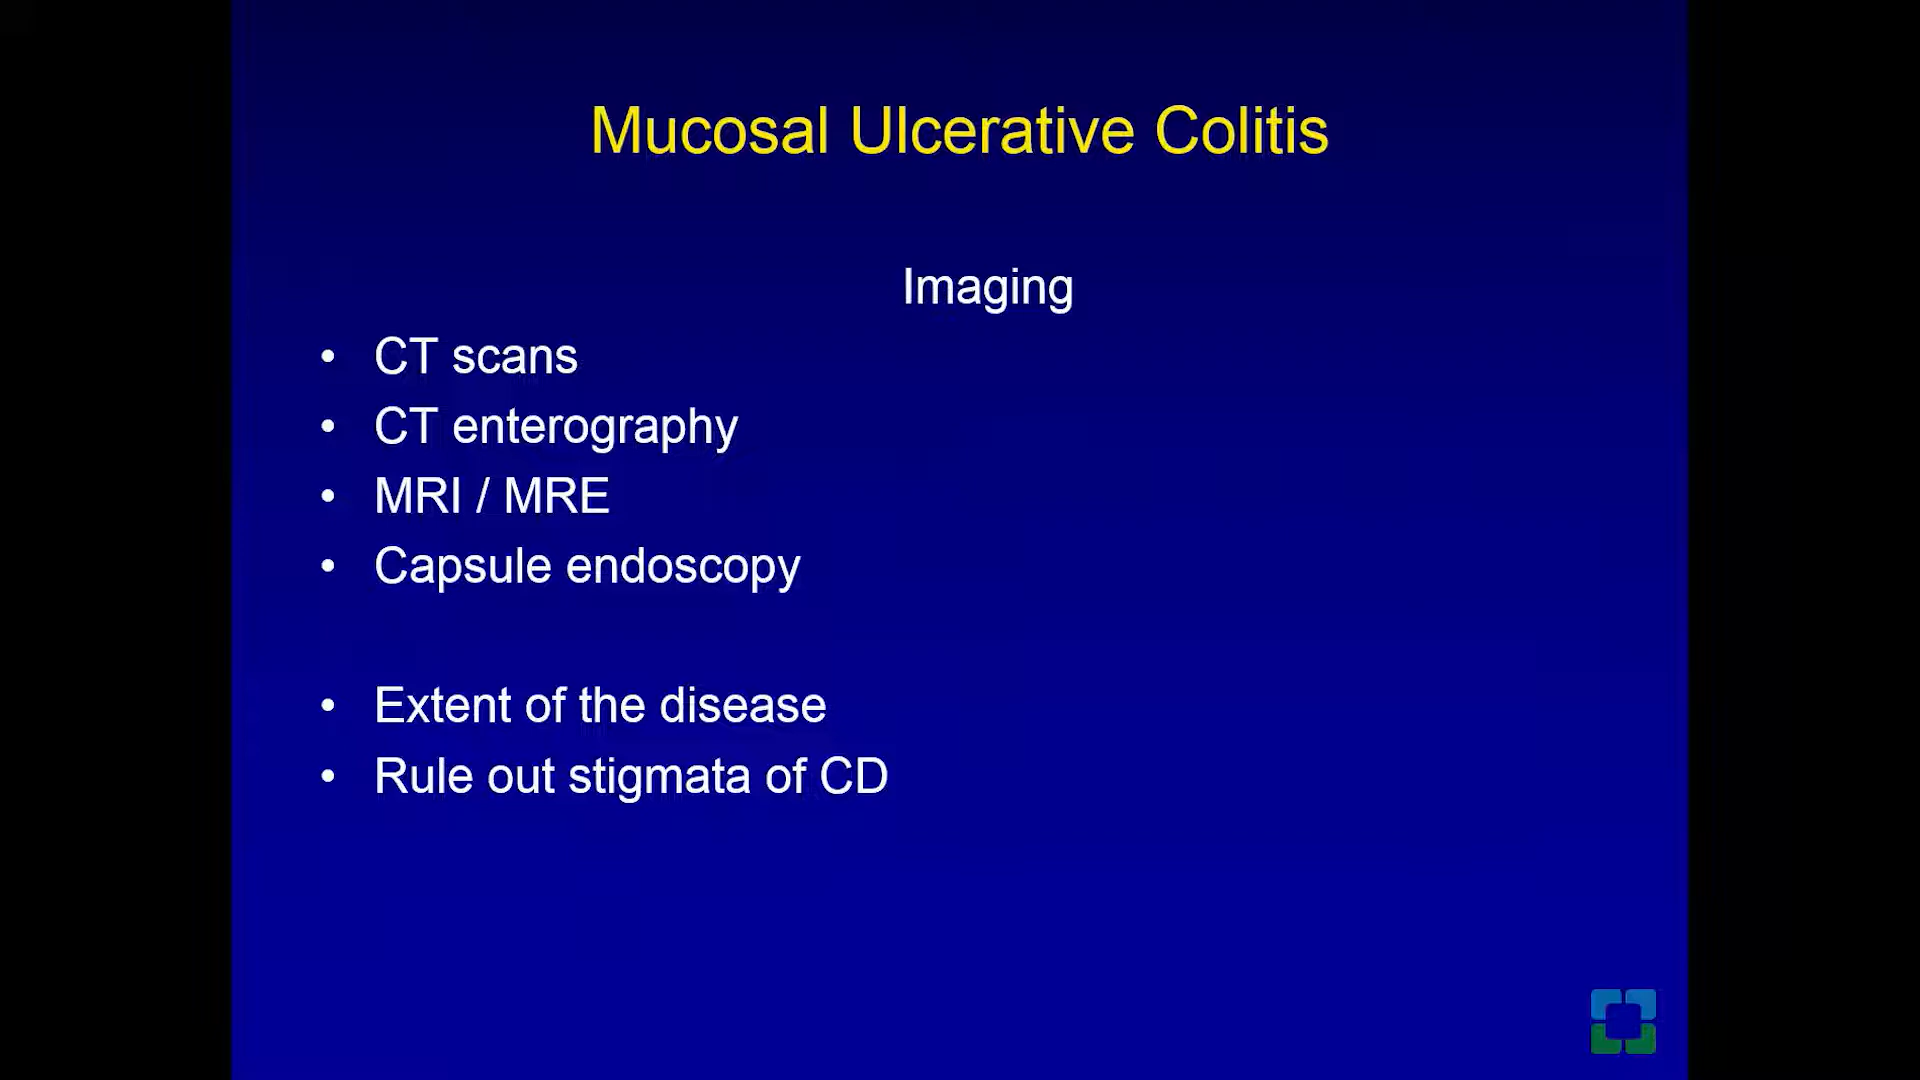 Mucosal Ulcerative Colitis
Imaging
• CT scans
• CT enterography
• MRI / MRE
• Capsule endoscopy
• Extent of the disease
• Rule out stigmata of CD